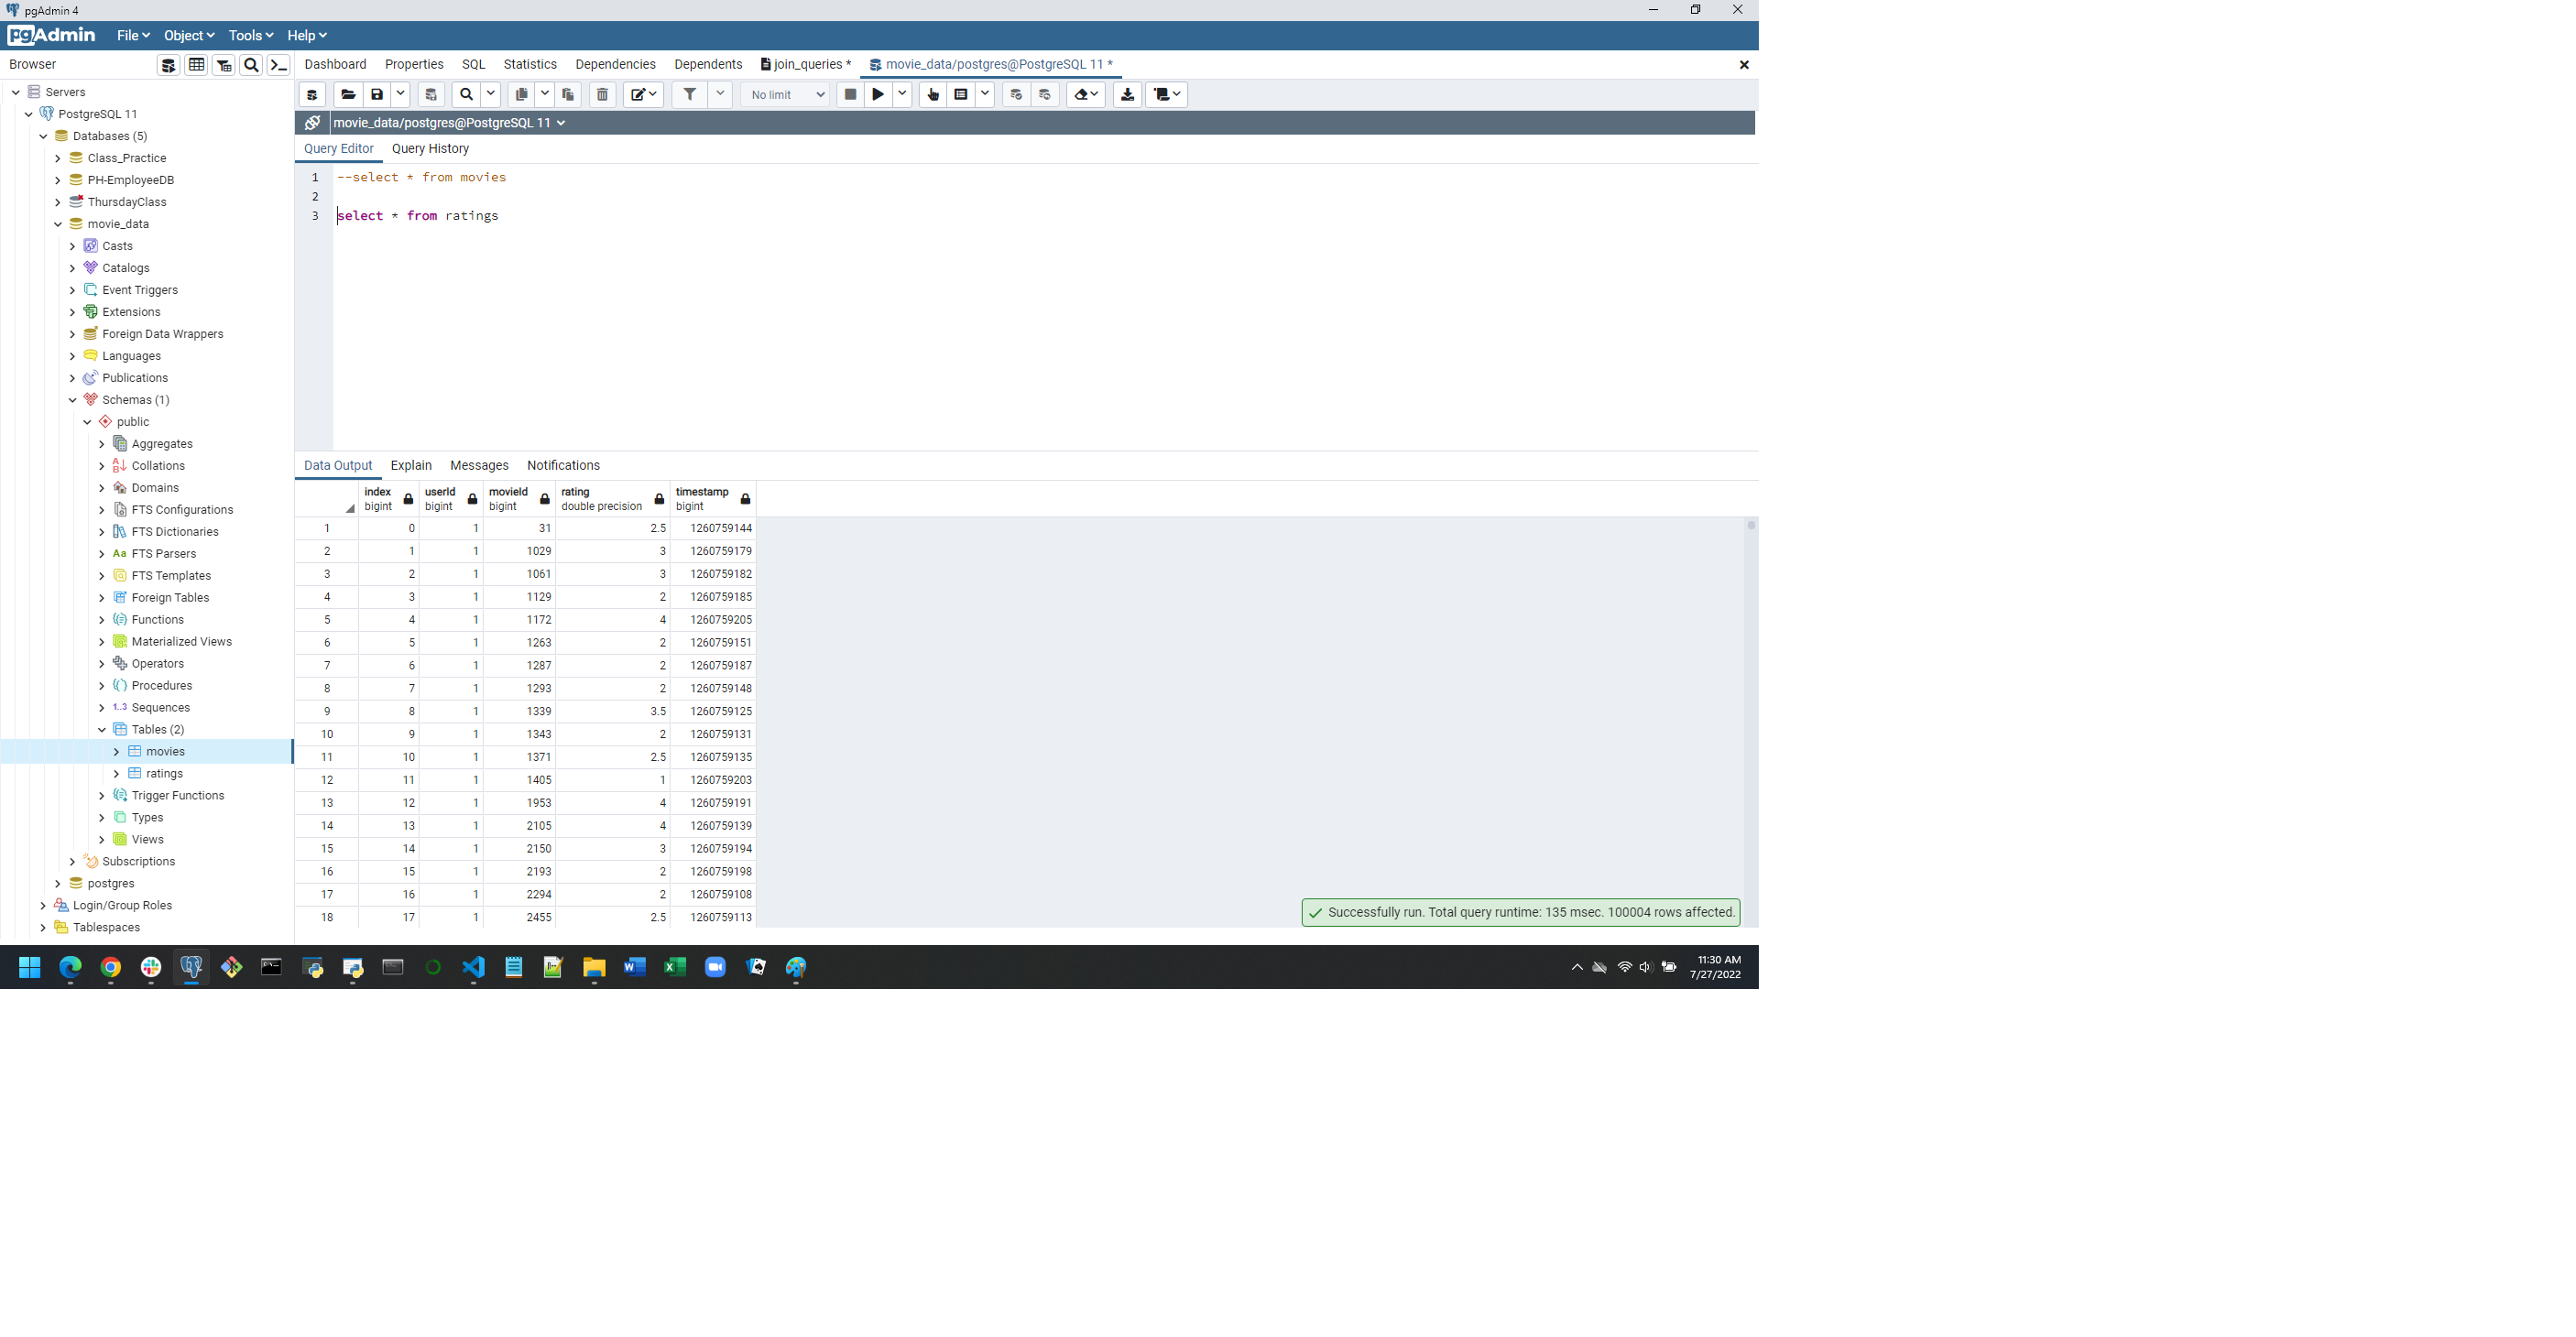 pgAdmin 4
pgAdmin File Object Tools Help
Browser
Dashboard Properties SQL Statistics Dependencies Dependents join_queries * movie_data/postgres@PostgreSQL 11 *
No limit
movie_data/postgres@PostgreSQL 11
Query Editor Query History
1 --select * from movies
2
3 select * from ratings
Servers
PostgreSQL 11
Databases (5)
Class_Practice
PH-EmployeeDB
ThursdayClass
movie_data
Casts
Catalogs
Event Triggers
Extensions
Foreign Data Wrappers
Languages
Publications
Schemas (1)
public
Aggregates
Collations
Domains
FTS Configurations
FTS Dictionaries
Aa FTS Parsers
FTS Templates
Foreign Tables
Functions
Materialized Views
Operators
Procedures
1..3 Sequences
Tables (2)
movies
ratings
Trigger Functions
Types
Views
Subscriptions
postgres
Login/Group Roles
Tablespaces
Data Output Explain Messages Notifications
index userId movieId rating timestamp
bigint bigint bigint double precision bigint
1 0 1 31 2.5 1260759144
2 1 1 1029 3 1260759179
3 2 1 1061 3 1260759182
4 3 1 1129 2 1260759185
5 4 1 1172 4 1260759205
6 5 1 1263 2 1260759151
7 6 1 1287 2 1260759187
8 7 1 1293 2 1260759148
9 8 1 1339 3.5 1260759125
10 9 1 1343 2 1260759131
11 10 1 1371 2.5 1260759135
12 11 1 1405 1 1260759203
13 12 1 1953 4 1260759191
14 13 1 2105 4 1260759139
15 14 1 2150 3 1260759194
16 15 1 2193 2 1260759198
17 16 1 2294 2 1260759108
18 17 1 2455 2.5 1260759113
Successfully run. Total query runtime: 135 msec. 100004 rows affected.
11:30 AM
7/27/2022